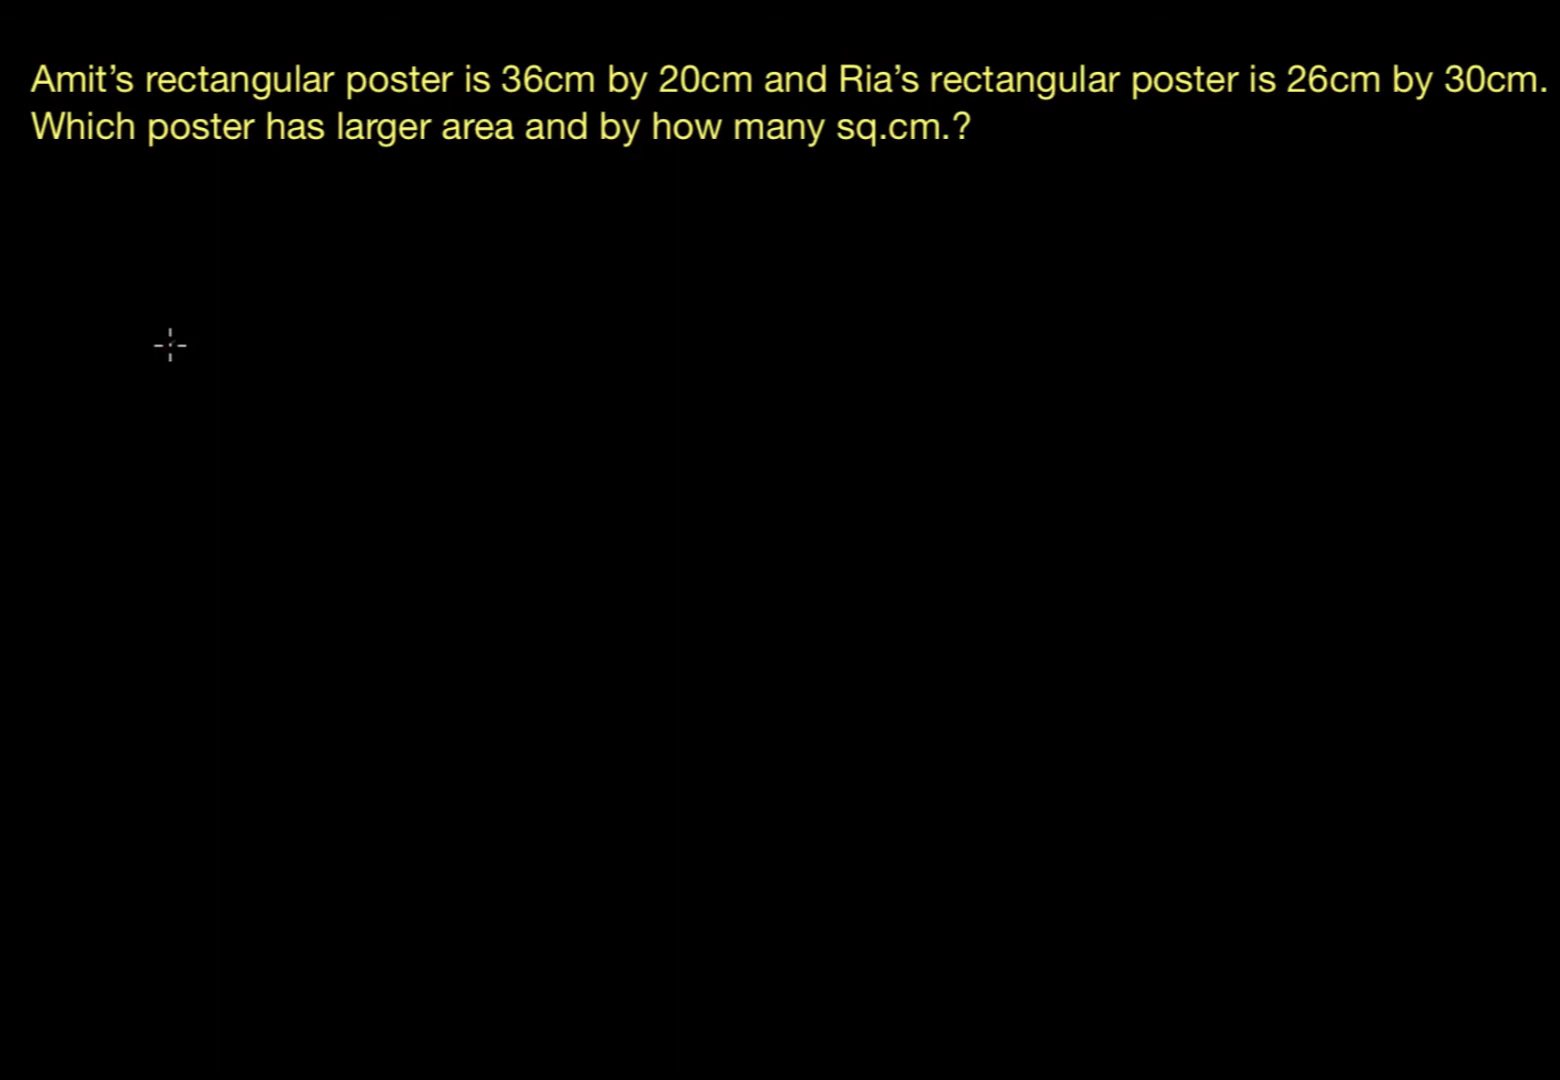 Amit’s rectangular poster is 36cm by 20cm and Ria’s rectangular poster is 26cm by 30cm.
Which poster has larger area and by how many sq.cm.?